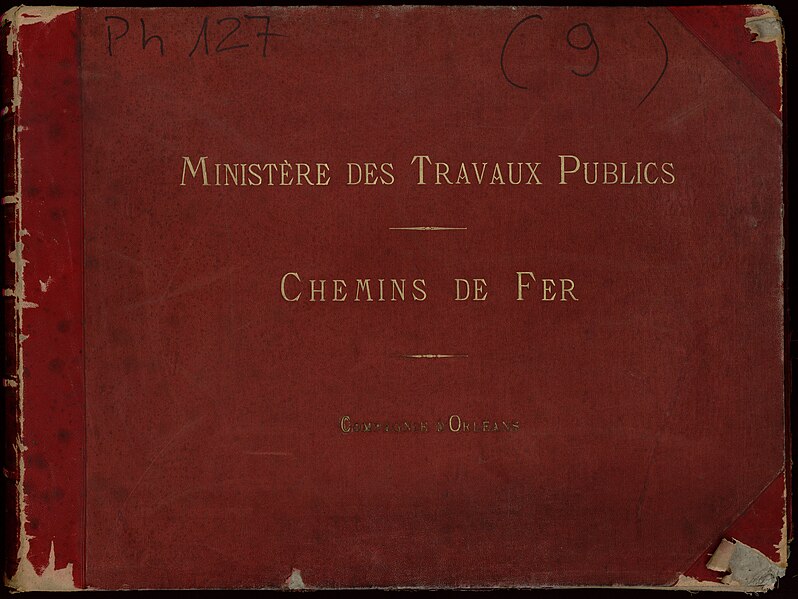 Ph 127 (9)
MINISTÈRE DES TRAVAUX PUBLICS
CHEMINS DE FER
COMPAGNIE D'ORLÉANS